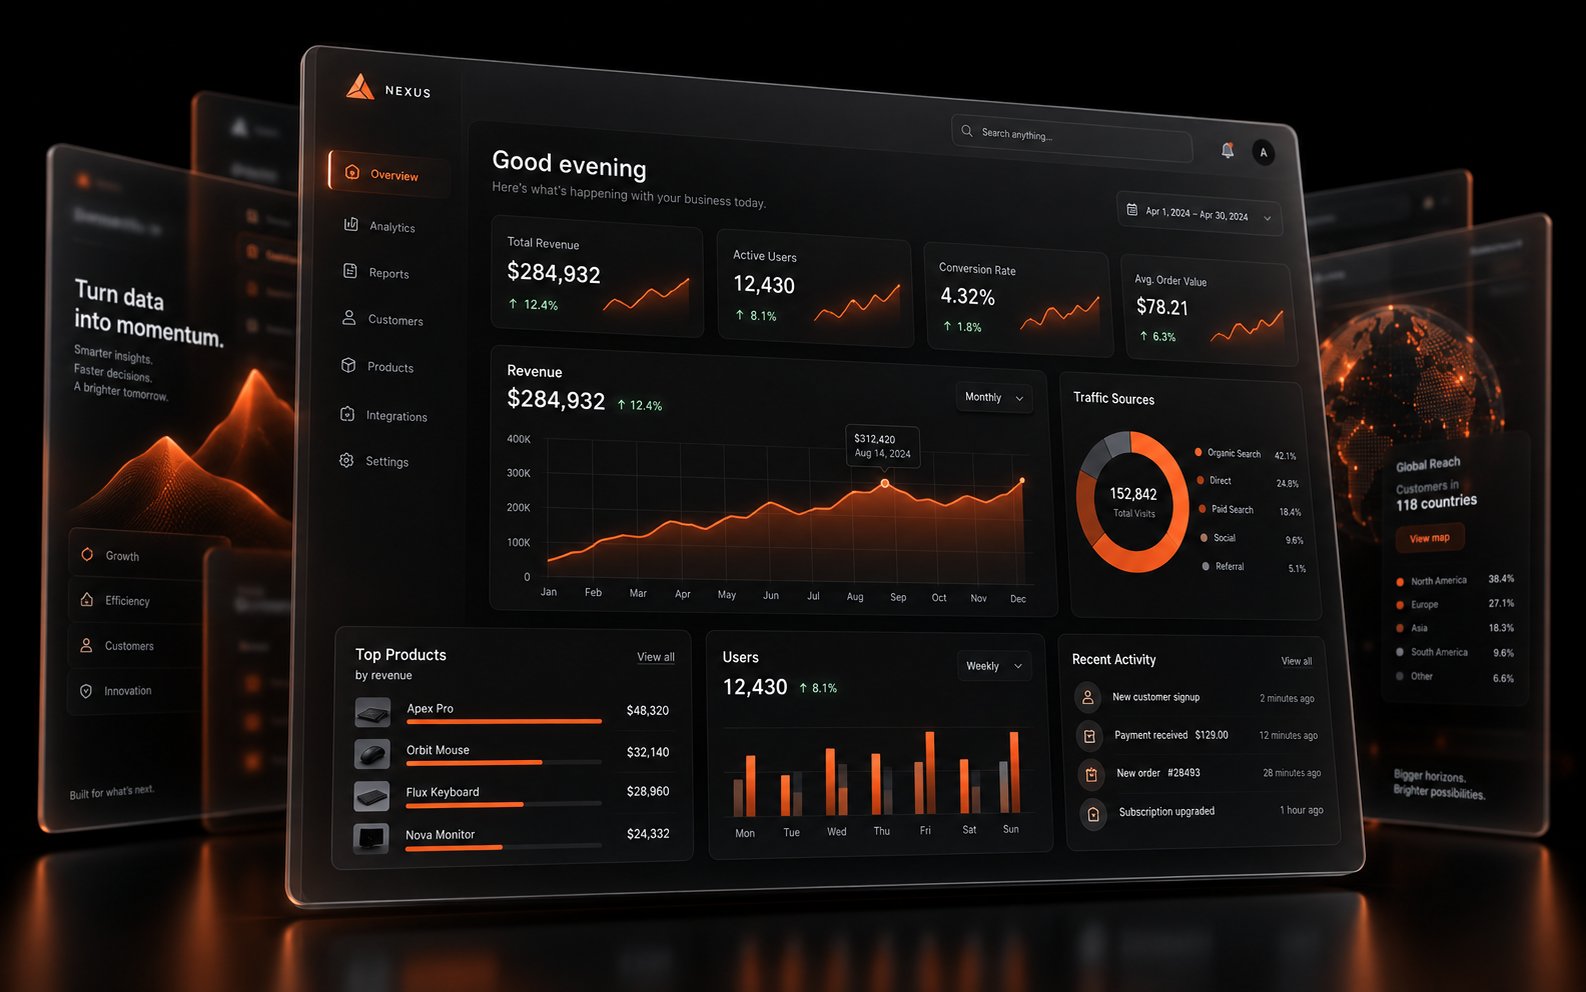 NEXUS
Search anything...
A
Overview
Analytics
Reports
Customers
Products
Integrations
Settings
Good evening
Here's what's happening with your business today.
Apr 1, 2024 – Apr 30, 2024
Total Revenue
$284,932
↑ 12.4%
Active Users
12,430
↑ 8.1%
Conversion Rate
4.32%
↑ 1.8%
Avg. Order Value
$78.21
↑ 6.3%
Revenue
$284,932 ↑ 12.4%
Monthly
$312,420
Aug 14, 2024
400K
300K
200K
100K
0
Jan Feb Mar Apr May Jun Jul Aug Sep Oct Nov Dec
Traffic Sources
152,842
Total Visits
Organic Search 42.1%
Direct 24.8%
Paid Search 18.4%
Social 9.6%
Referral 5.1%
Top Products
by revenue
View all
Apex Pro $48,320
Orbit Mouse $32,140
Flux Keyboard $28,960
Nova Monitor $24,332
Users
12,430 ↑ 8.1%
Weekly
Mon Tue Wed Thu Fri Sat Sun
Recent Activity
View all
New customer signup 2 minutes ago
Payment received $129.00 12 minutes ago
New order #28493 28 minutes ago
Subscription upgraded 1 hour ago
Turn data
into momentum.
Smarter insights.
Faster decisions.
A brighter tomorrow.
Growth
Efficiency
Customers
Innovation
Built for what's next.
Global Reach
Customers in
118 countries
View map
North America 38.4%
Europe 27.1%
Asia 18.3%
South America 9.6%
Other 6.6%
Bigger horizons.
Brighter possibilities.